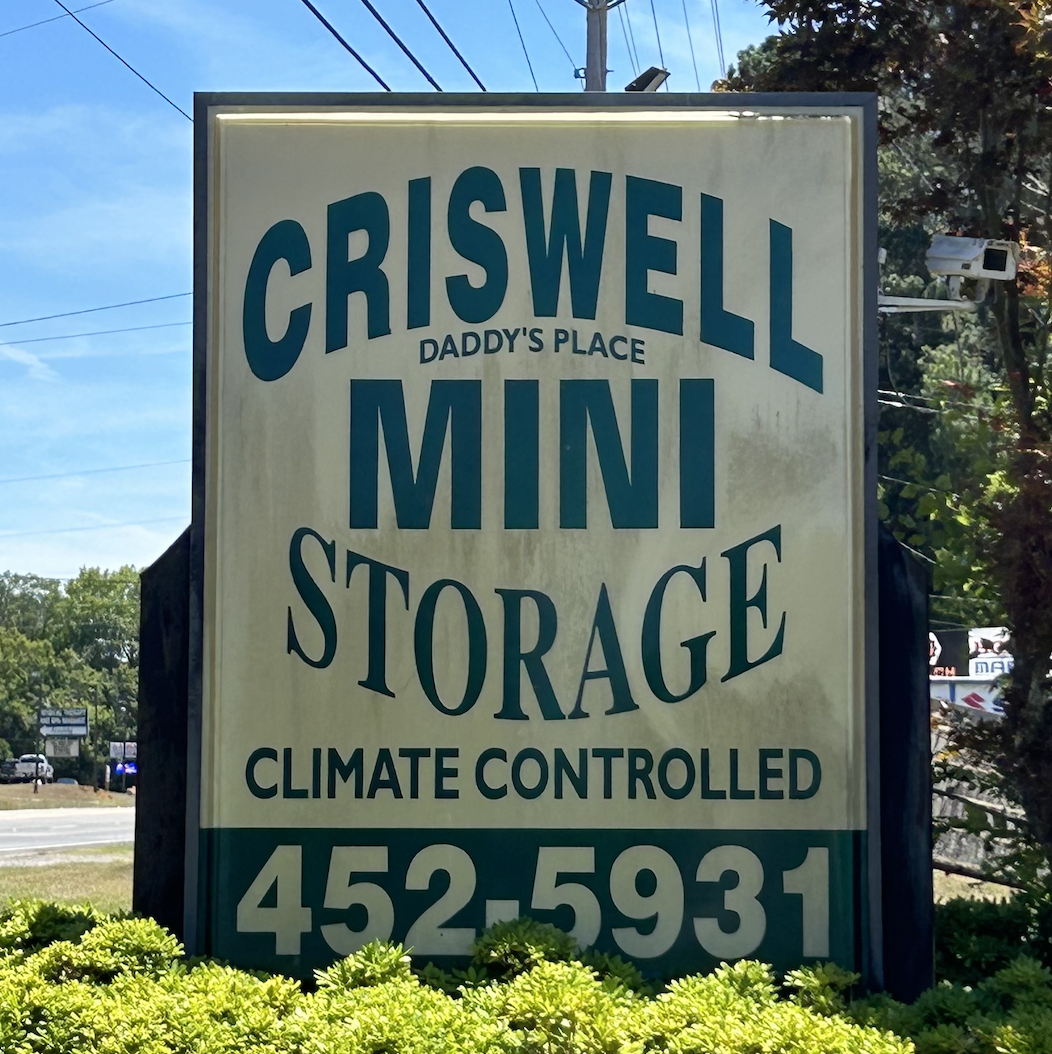 CRISWELL
DADDY'S PLACE
MINI
STORAGE
CLIMATE CONTROLLED
452-5931